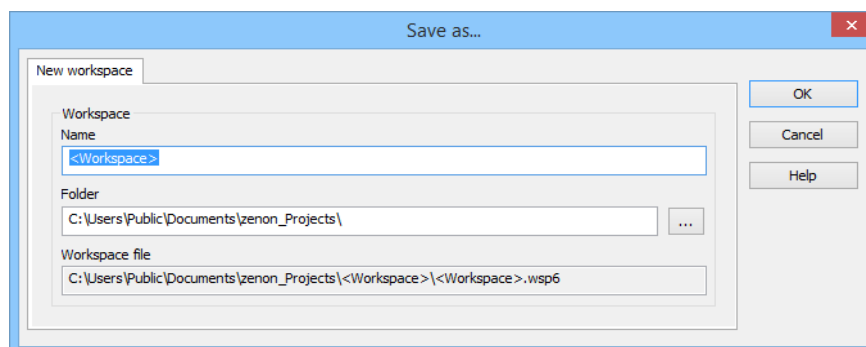 Save as...
New workspace
Workspace
Name
<Workspace>
Folder
C:\Users\Public\Documents\zenon_Projects\
...
Workspace file
C:\Users\Public\Documents\zenon_Projects\<Workspace>\<Workspace>.wsp6
OK
Cancel
Help